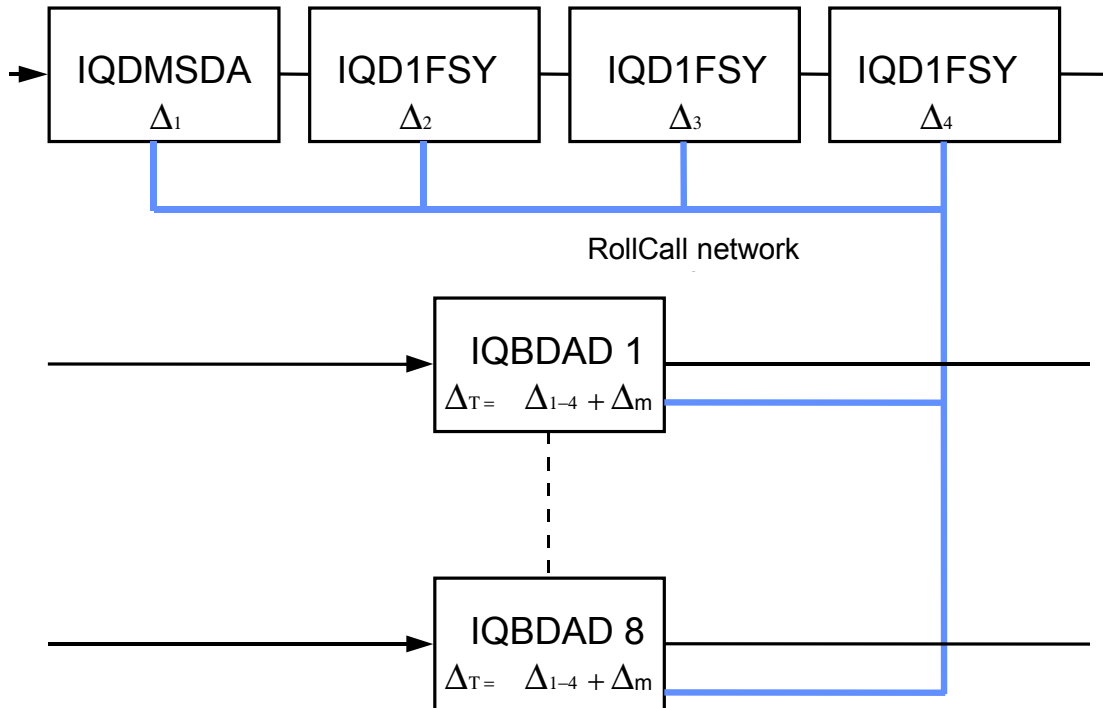 IQDMSDA IQD1FSY IQD1FSY IQD1FSY
Δ1 Δ2 Δ3 Δ4
RollCall network
IQBDAD 1
ΔT = Δ1–4 + Δm
IQBDAD 8
ΔT = Δ1–4 + Δm